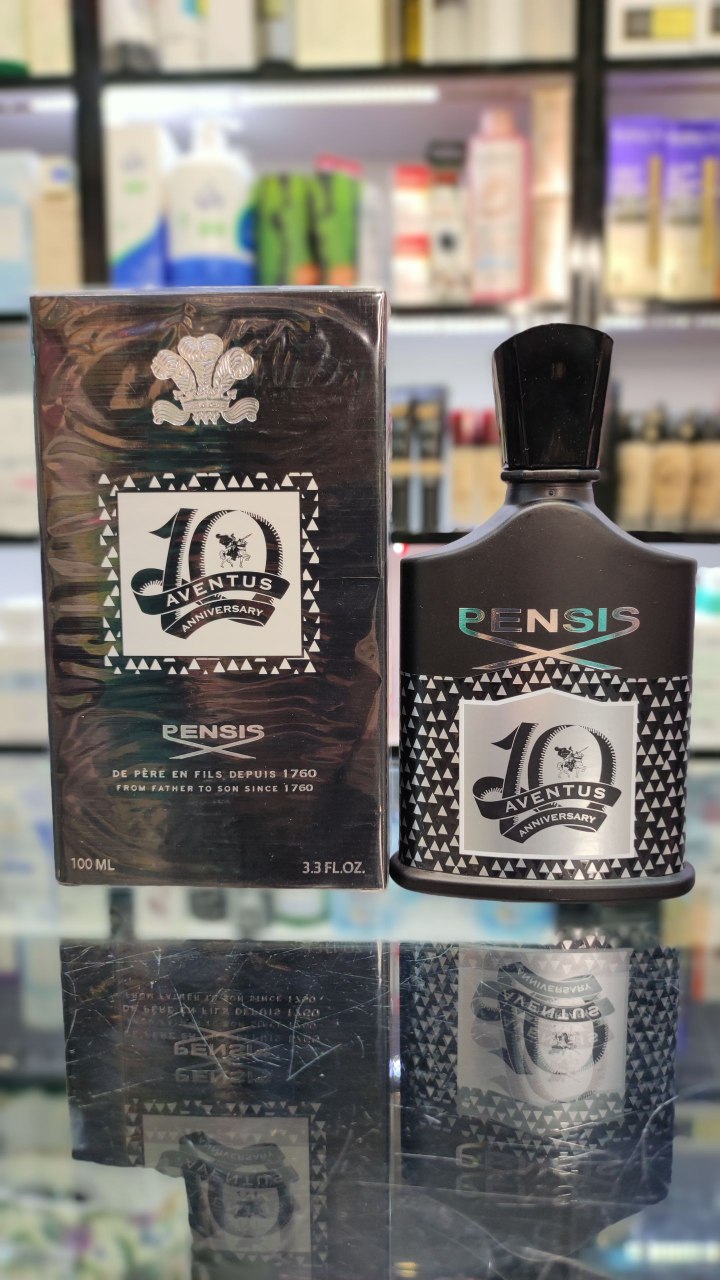 10
AVENTUS
ANNIVERSARY
PENSIS
DE PÈRE EN FILS DEPUIS 1760
FROM FATHER TO SON SINCE 1760
100 ML
3.3 FL.OZ.
PENSIS
10
AVENTUS
ANNIVERSARY